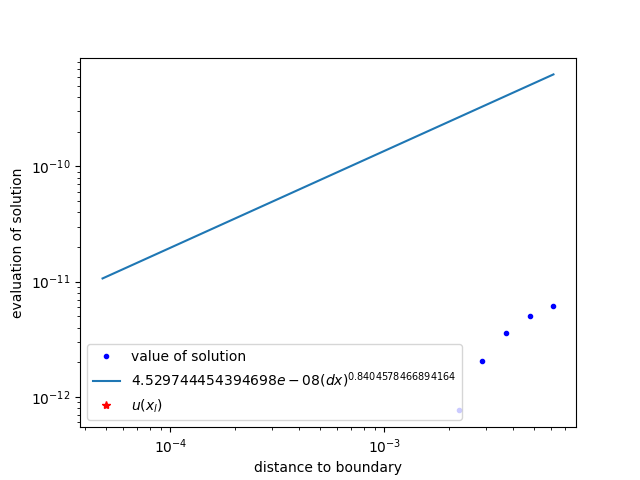 10⁻¹⁰
10⁻¹¹
10⁻¹²
evaluation of solution
value of solution
4.529744454394698e − 08(dx)^0.8404578466894164
u(x_l)
10⁻⁴
10⁻³
distance to boundary